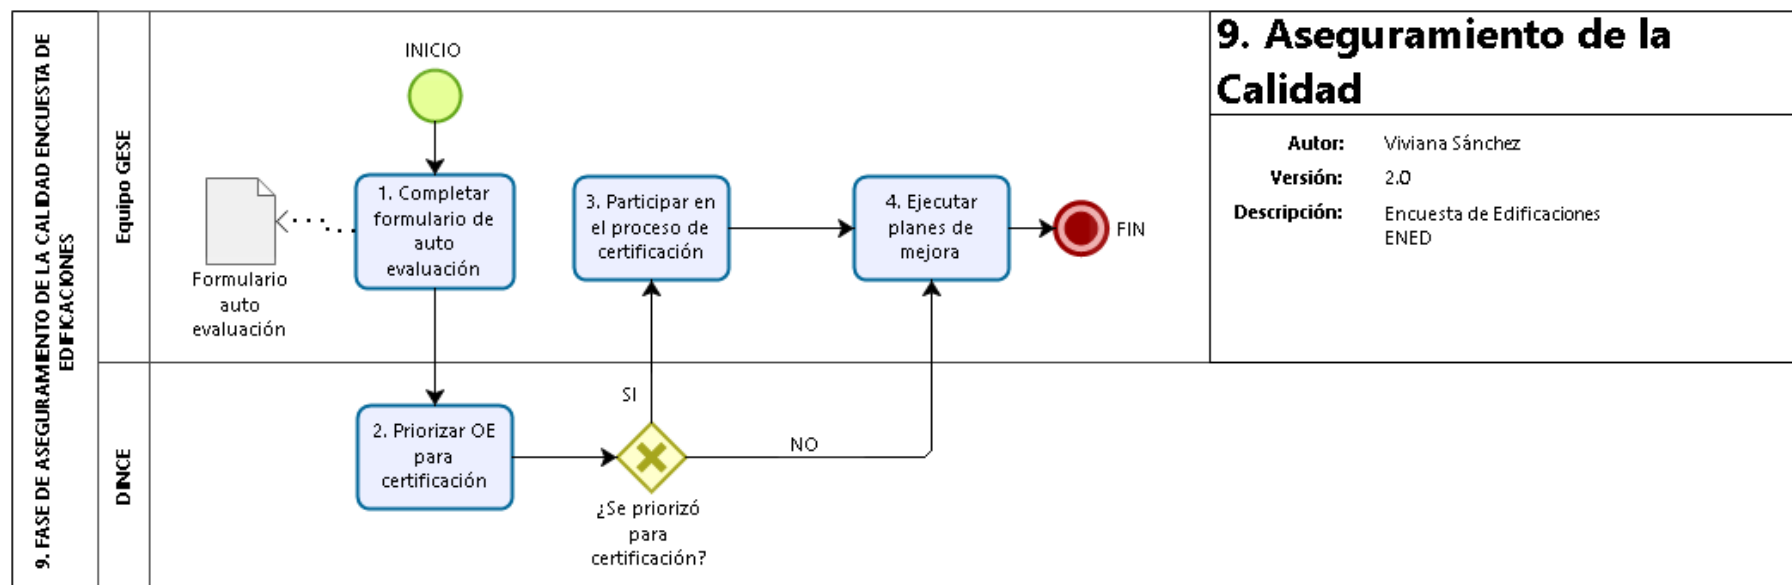 9. FASE DE ASEGURAMIENTO DE LA CALIDAD ENCUESTA DE
EDIFICACIONES
Equipo GESE
DINCE
INICIO
1. Completar
formulario de
auto
evaluación
Formulario
auto
evaluación
3. Participar en
el proceso de
certificación
4. Ejecutar
planes de
mejora
FIN
2. Priorizar OE
para
certificación
SI
NO
¿Se priorizó
para
certificación?
9. Aseguramiento de la
Calidad
Autor: Viviana Sánchez
Versión: 2.0
Descripción: Encuesta de Edificaciones
ENED